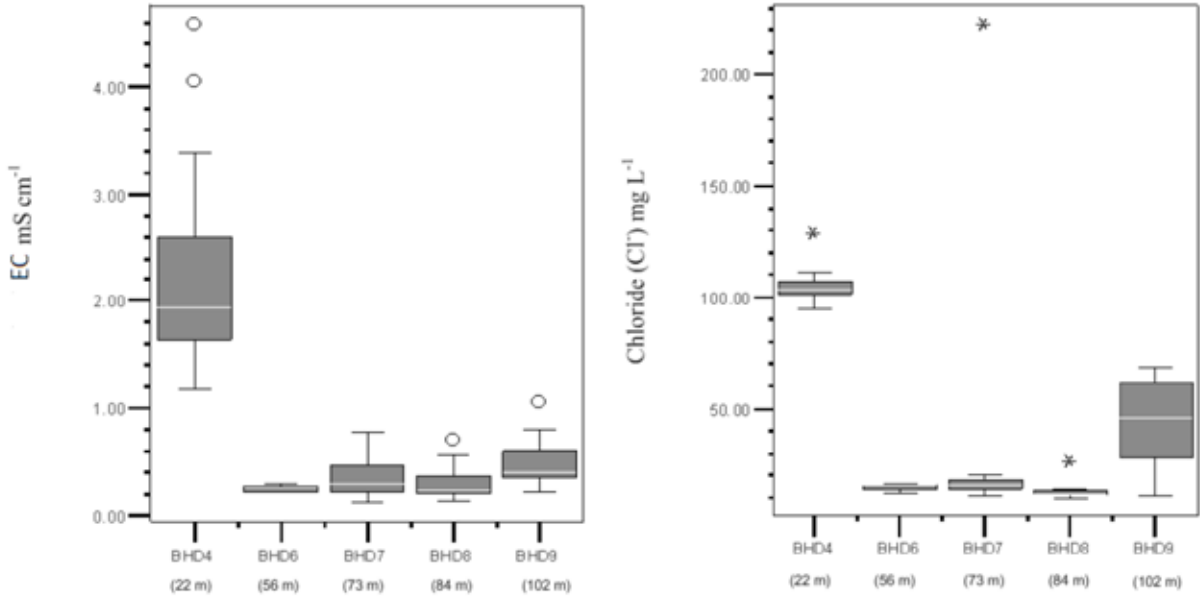 EC mS cm⁻¹
4.00
3.00
2.00
1.00
0.00
BHD4 BHD6 BHD7 BHD8 BHD9
(22 m) (56 m) (73 m) (84 m) (102 m)
Chloride (Cl⁻) mg L⁻¹
200.00
150.00
100.00
50.00
BHD4 BHD6 BHD7 BHD8 BHD9
(22 m) (56 m) (73 m) (84 m) (102 m)